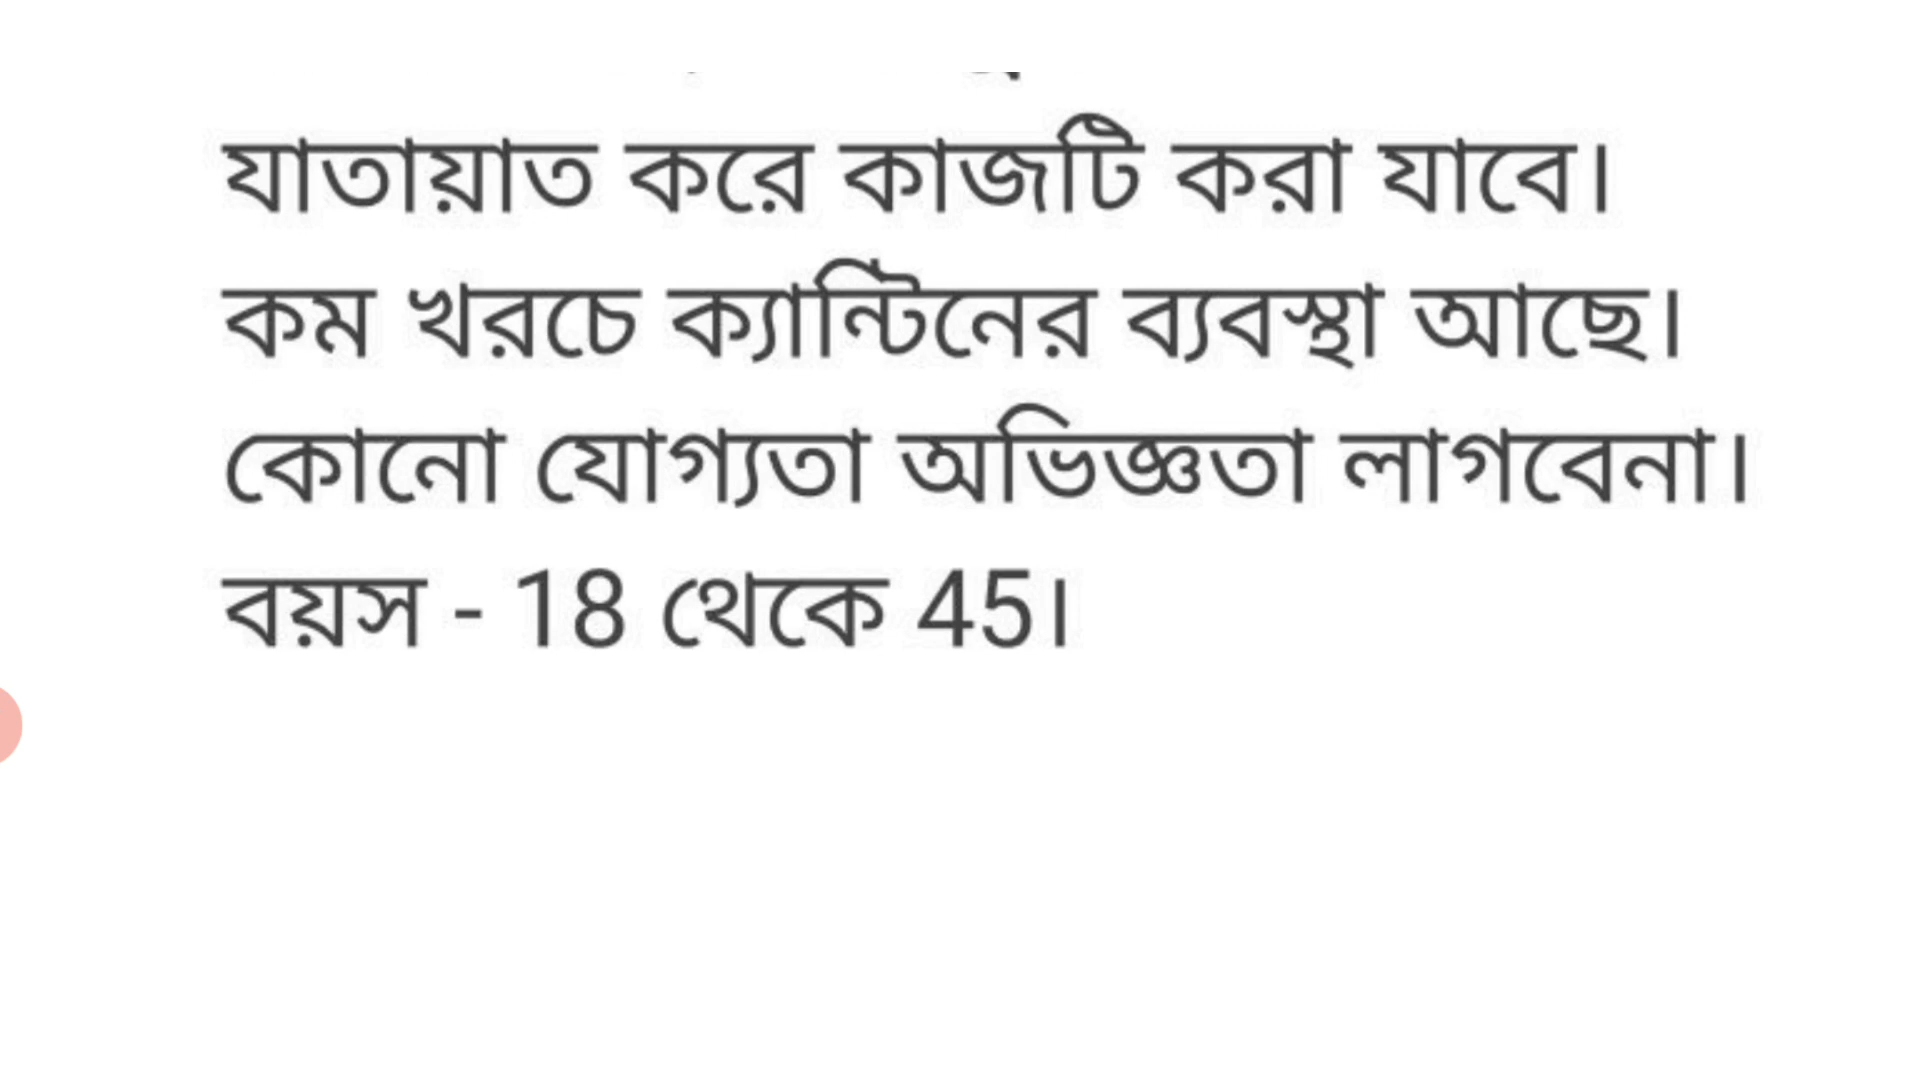 যাতায়াত করে কাজটি করা যাবে।
কম খরচে ক্যান্টিনের ব্যবস্থা আছে।
কোনো যোগ্যতা অভিজ্ঞতা লাগবেনা।
বয়স - 18 থেকে 45।